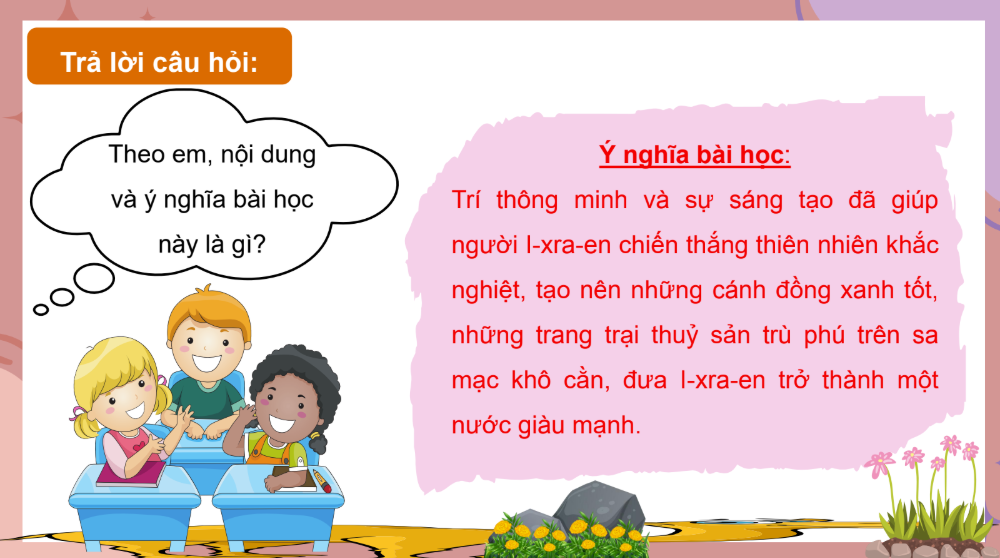 Trả lời câu hỏi:
Theo em, nội dung
và ý nghĩa bài học
này là gì?
Ý nghĩa bài học:
Trí thông minh và sự sáng tạo đã giúp
người I-xra-en chiến thắng thiên nhiên khắc
nghiệt, tạo nên những cánh đồng xanh tốt,
những trang trại thuỷ sản trù phú trên sa
mạc khô cằn, đưa I-xra-en trở thành một
nước giàu mạnh.